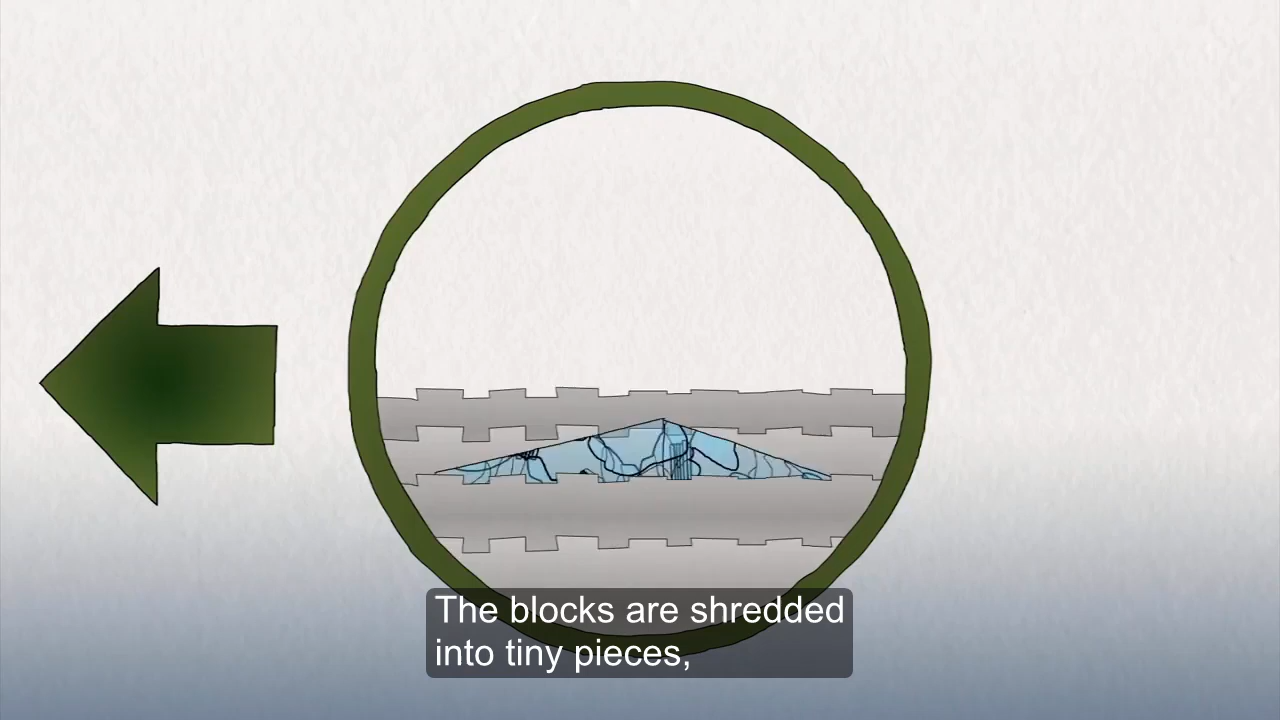 The blocks are shredded
into tiny pieces,